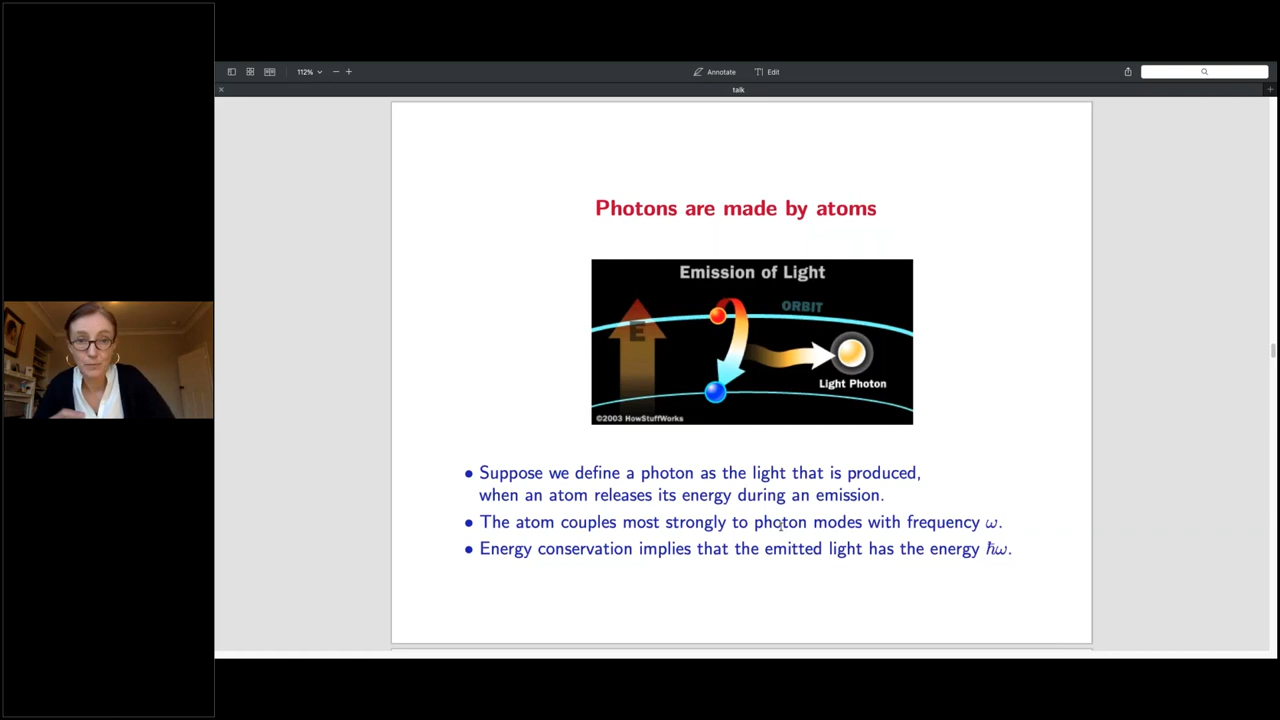 112%
Annotate
Edit
talk
Photons are made by atoms
Emission of Light
ORBIT
E
Light Photon
©2003 HowStuffWorks
• Suppose we define a photon as the light that is produced,
when an atom releases its energy during an emission.
• The atom couples most strongly to photon modes with frequency ω.
• Energy conservation implies that the emitted light has the energy ℏω.